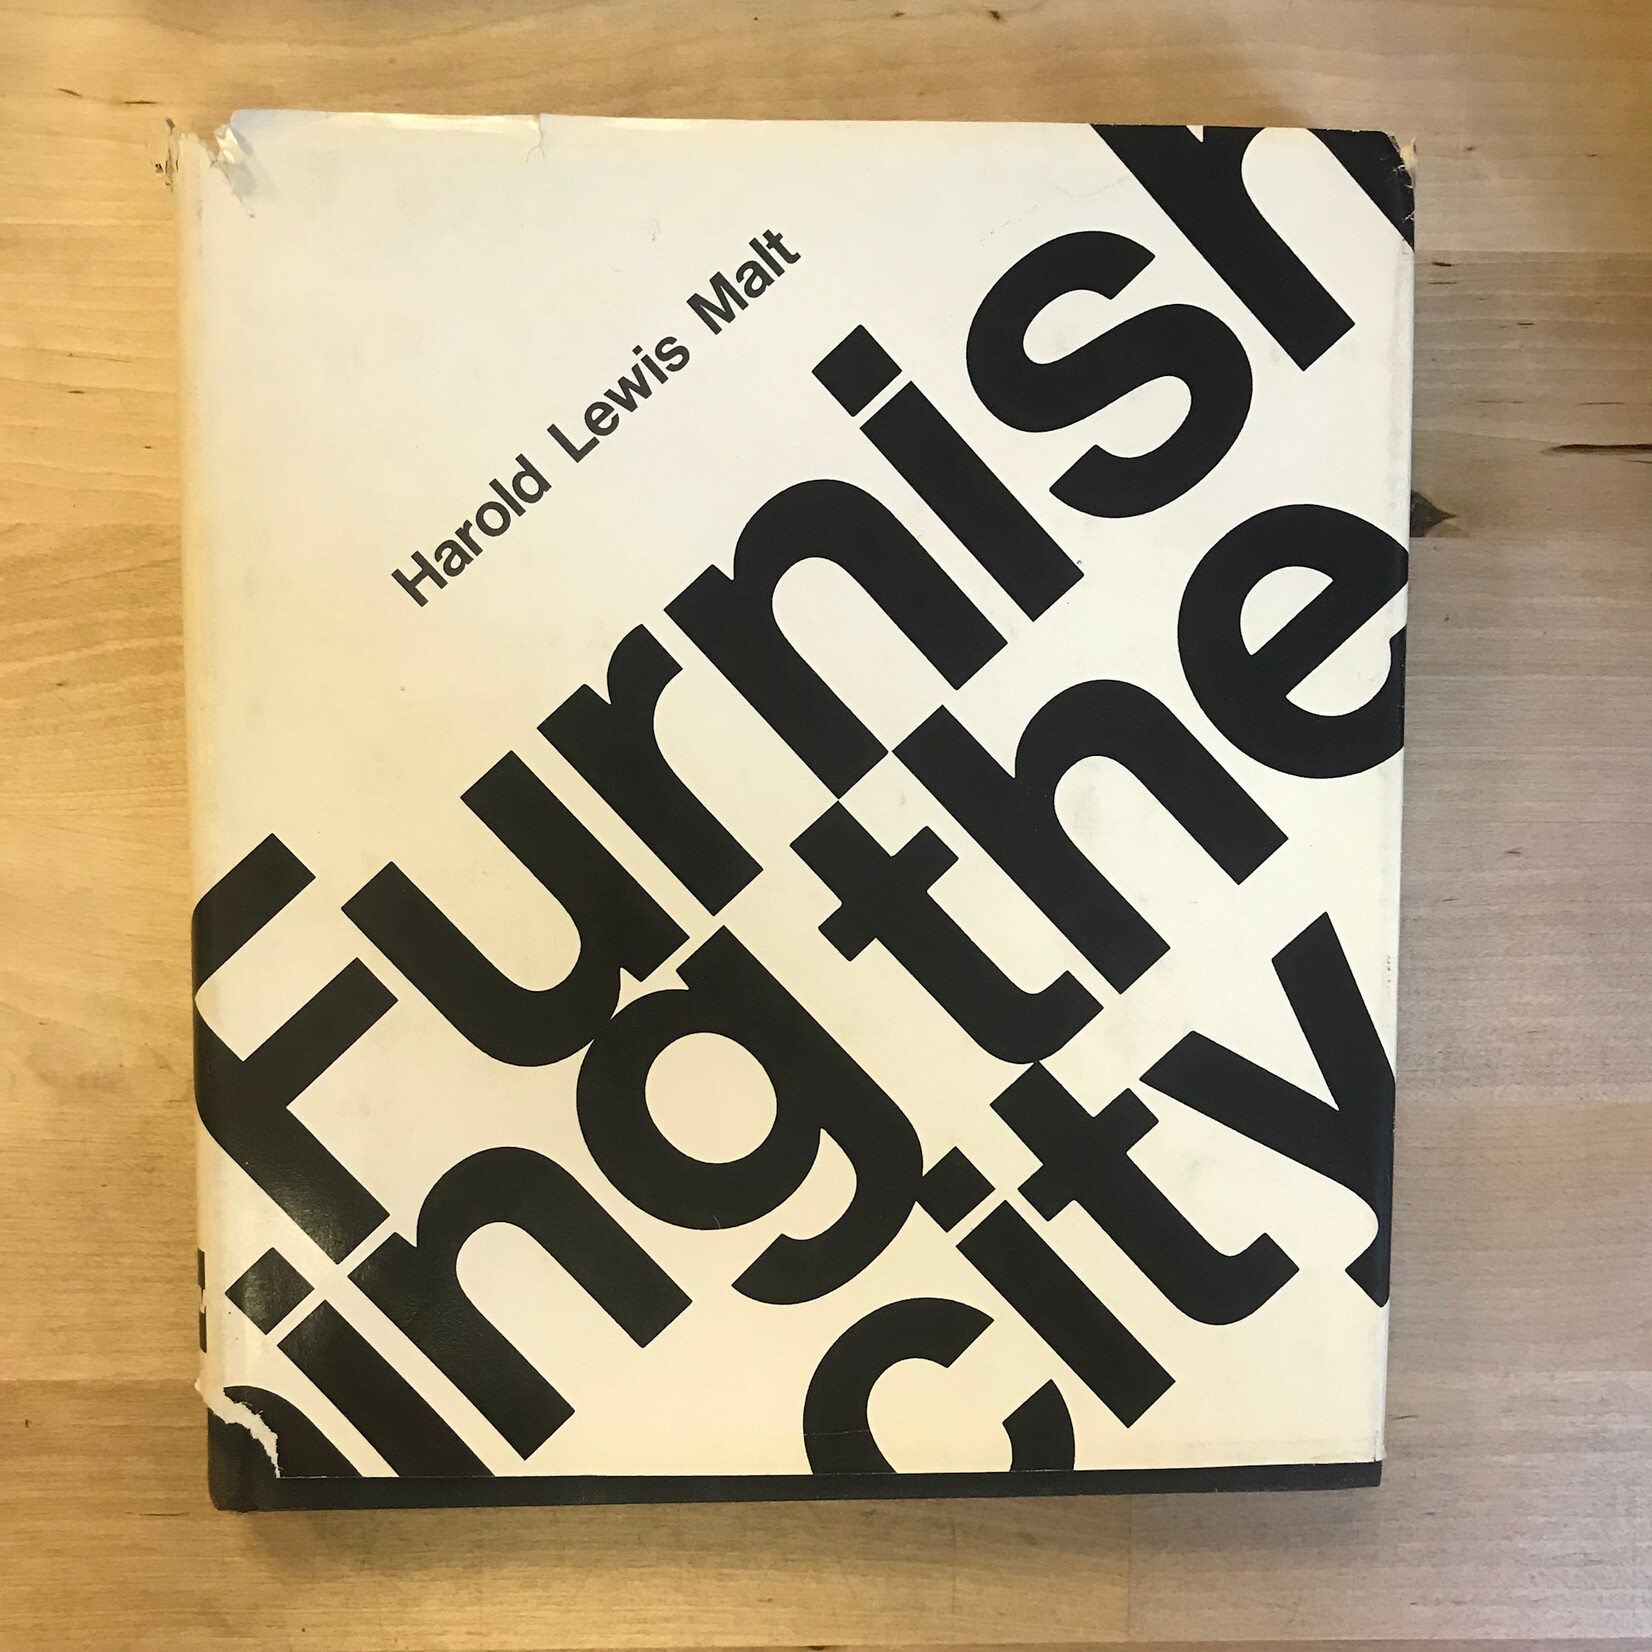 Harold Lewis Malt
Furnish
ing the
city